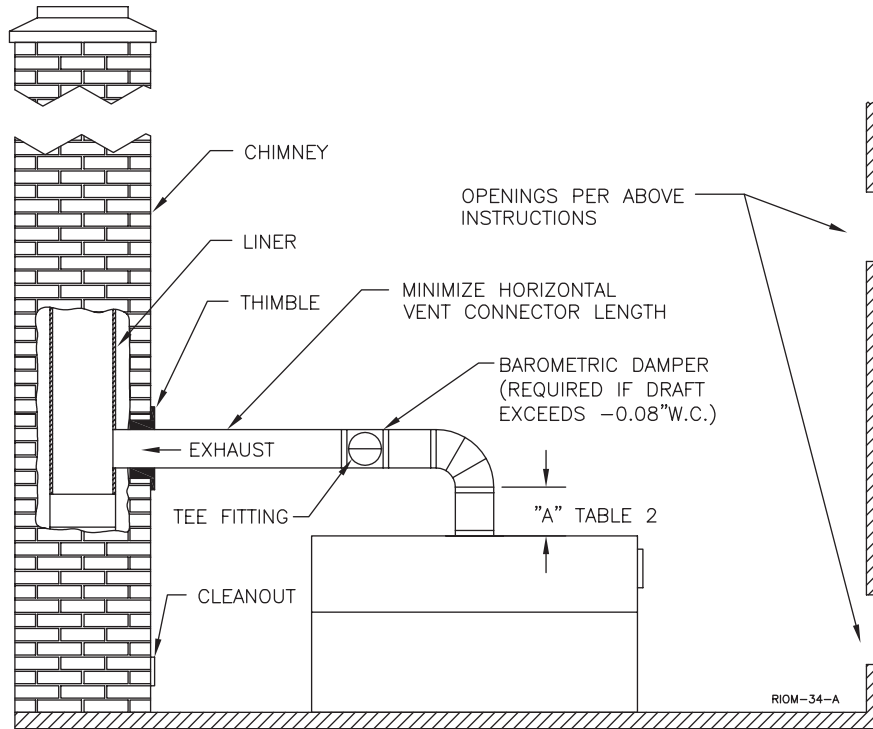 CHIMNEY
OPENINGS PER ABOVE
INSTRUCTIONS
LINER
THIMBLE
MINIMIZE HORIZONTAL
VENT CONNECTOR LENGTH
BAROMETRIC DAMPER
(REQUIRED IF DRAFT
EXCEEDS -0.08"W.C.)
EXHAUST
TEE FITTING
"A" TABLE 2
CLEANOUT
RIOM-34-A